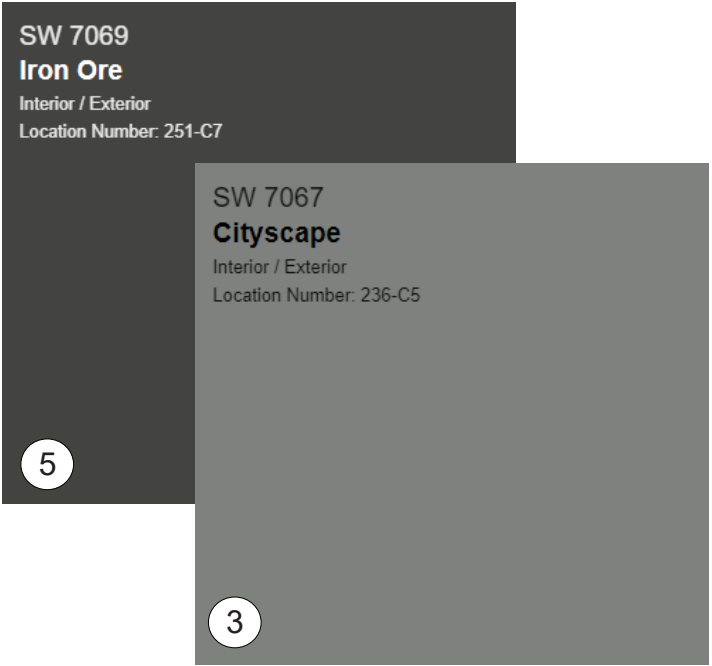 SW 7069
Iron Ore
Interior / Exterior
Location Number: 251-C7
5
SW 7067
Cityscape
Interior / Exterior
Location Number: 236-C5
3